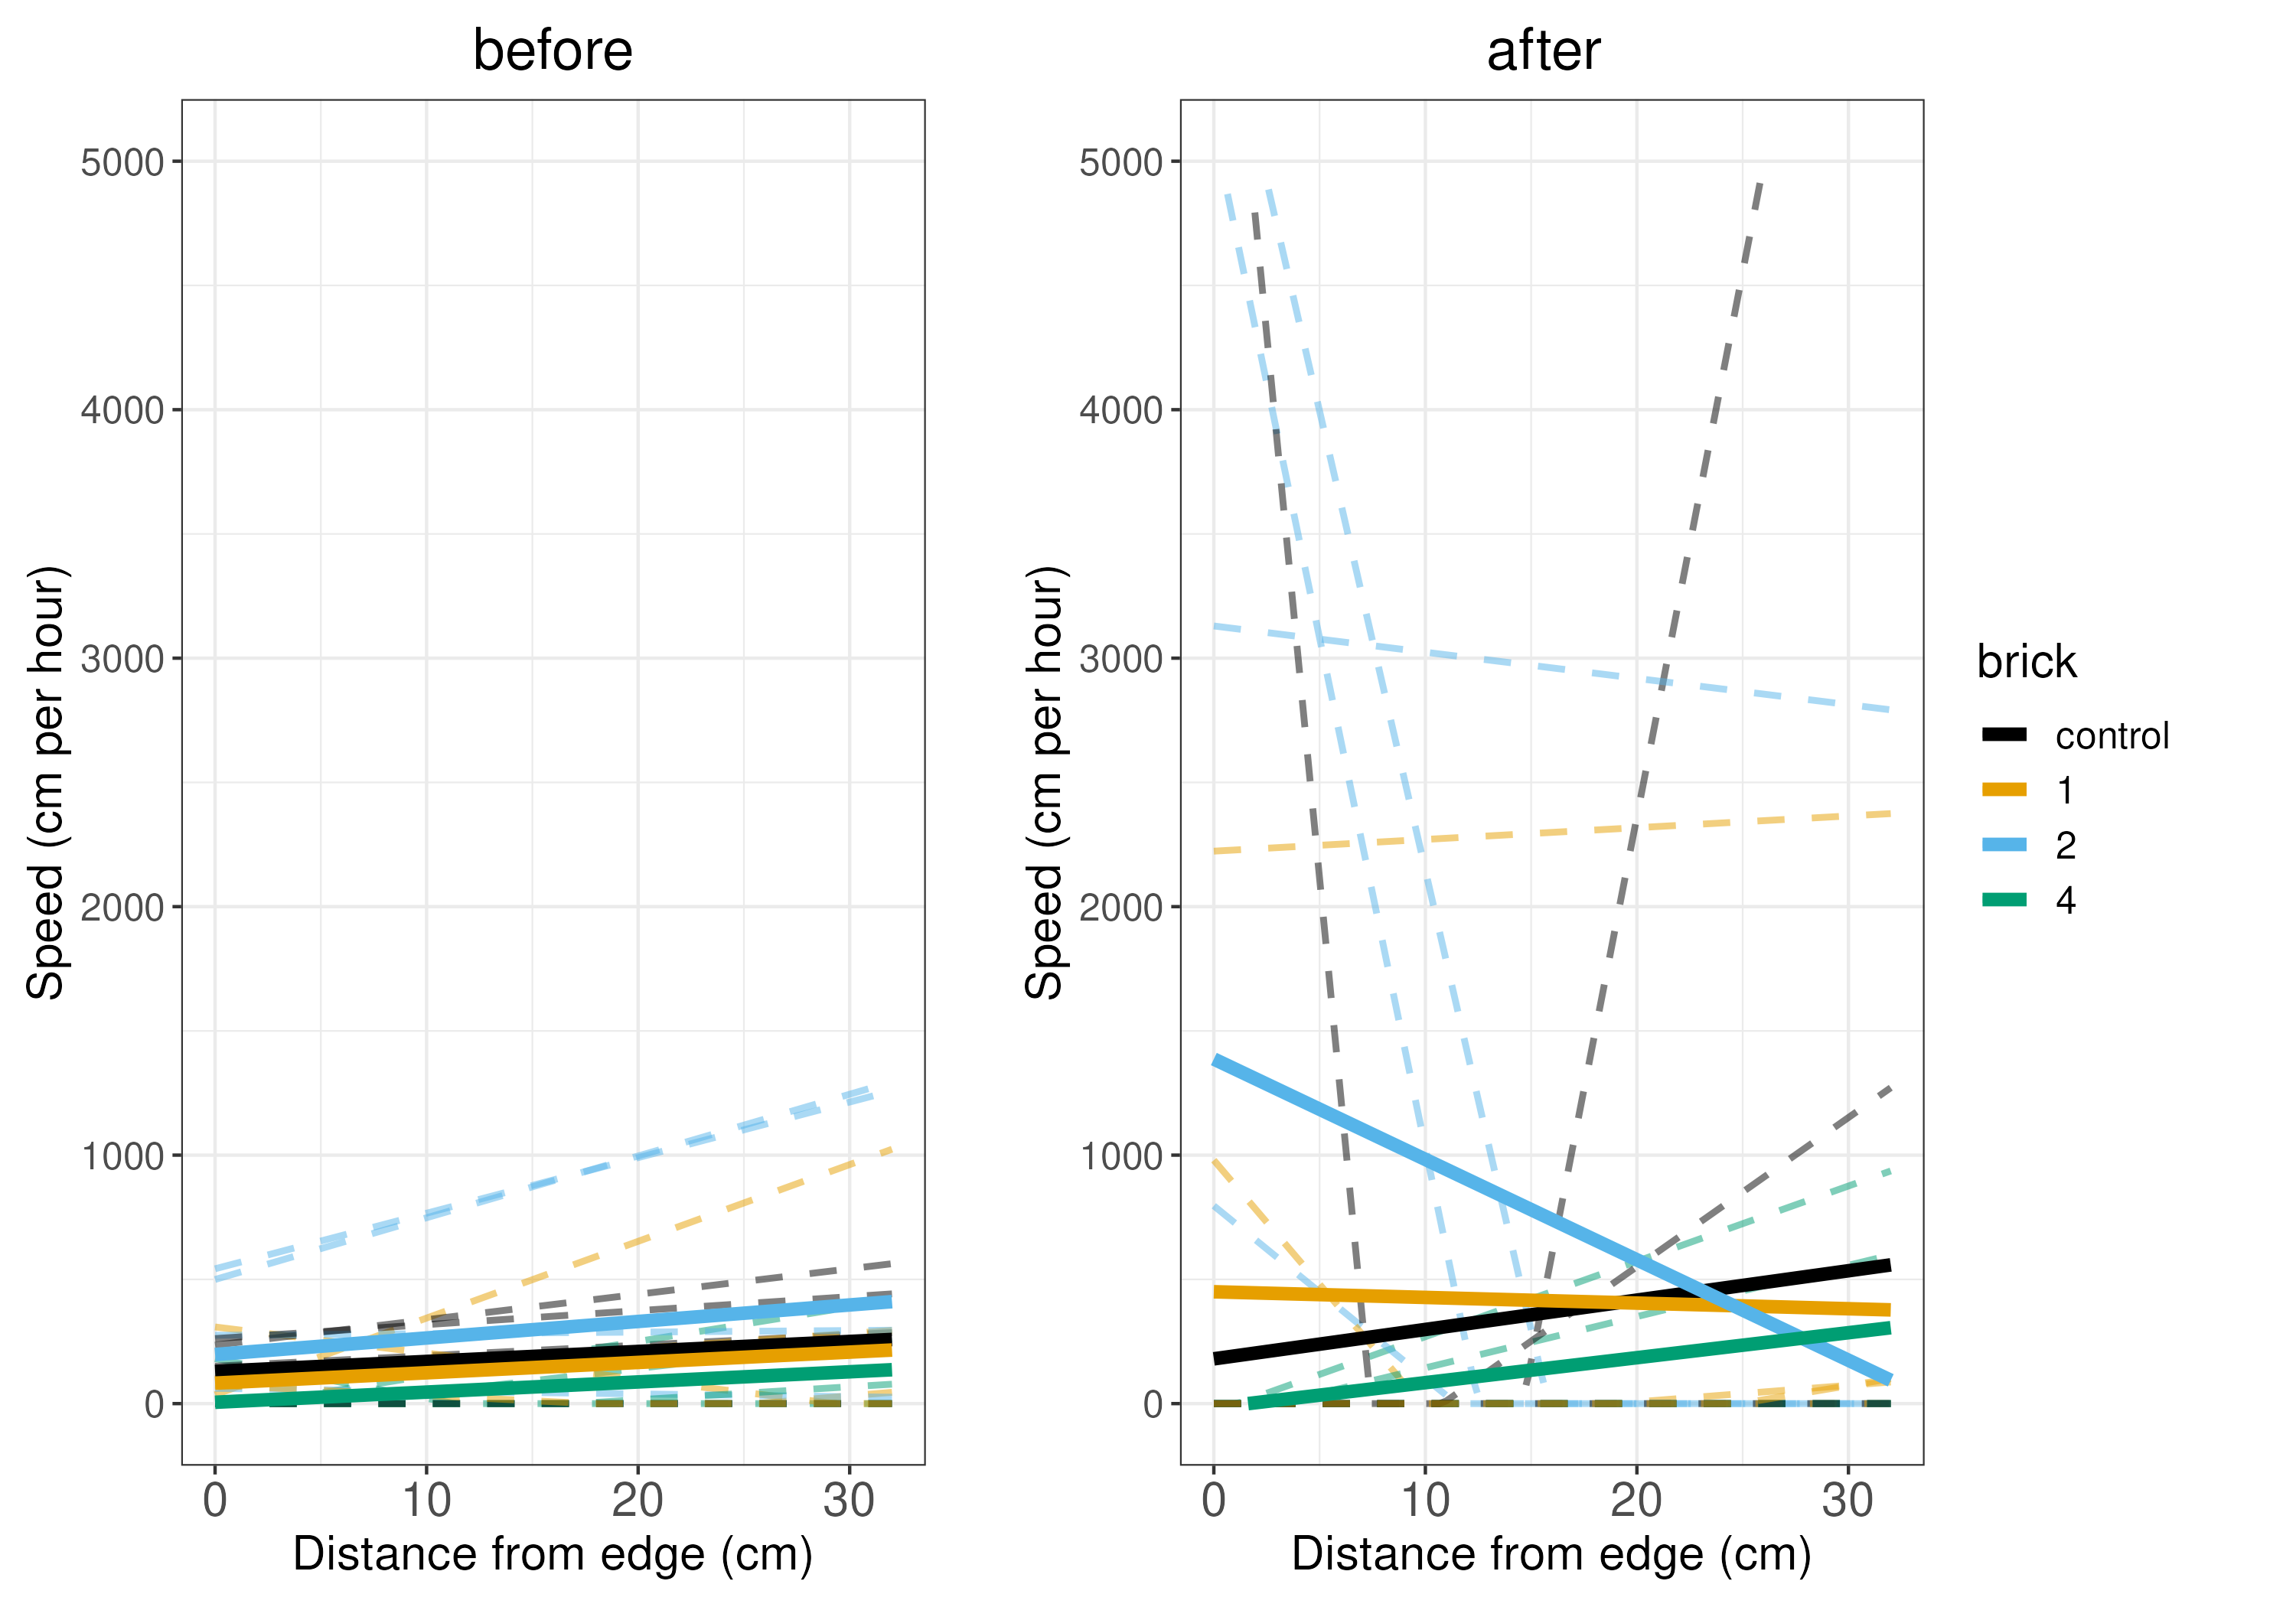 before
after
5000
4000
3000
2000
1000
0
Speed (cm per hour)
0 10 20 30
Distance from edge (cm)
5000
4000
3000
2000
1000
0
Speed (cm per hour)
0 10 20 30
Distance from edge (cm)
brick
control
1
2
4